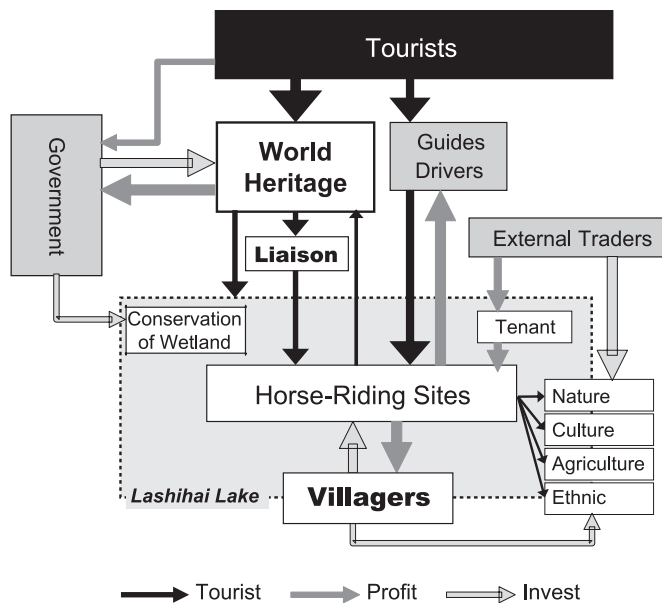 Tourists
Government
World
Heritage
Guides
Drivers
Liaison
External Traders
Conservation
of Wetland
Tenant
Horse-Riding Sites
Nature
Culture
Agriculture
Ethnic
Lashihai Lake
Villagers
Tourist
Profit
Invest